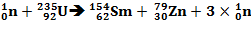 ¹₀n + ²³⁵₉₂U → ¹⁵⁴₆₂Sm + ⁷⁹₃₀Zn + 3 × ¹₀n